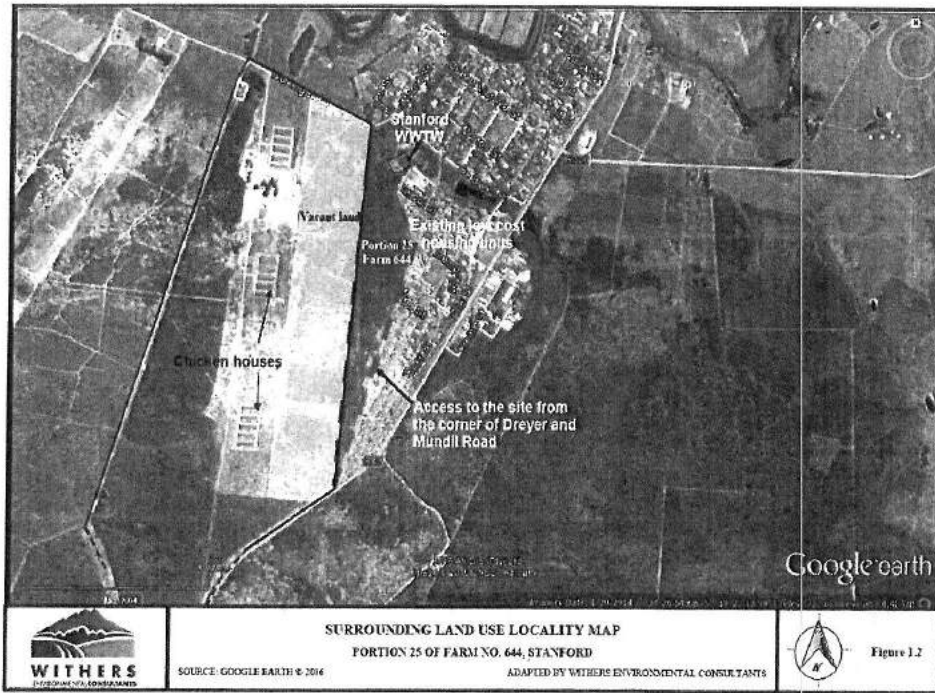 Stanford
WWTW
Vacant land
Existing low cost
housing units
Portion 25
Farm 644
Chicken houses
Access to the site from
the corner of Dreyer and
Mundil Road
Google earth
WITHERS
ENVIRONMENTAL CONSULTANTS
SURROUNDING LAND USE LOCALITY MAP
PORTION 25 OF FARM NO. 644, STANFORD
SOURCE: GOOGLE EARTH © 2016
ADAPTED BY WITHERS ENVIRONMENTAL CONSULTANTS
N
Figure 1.2